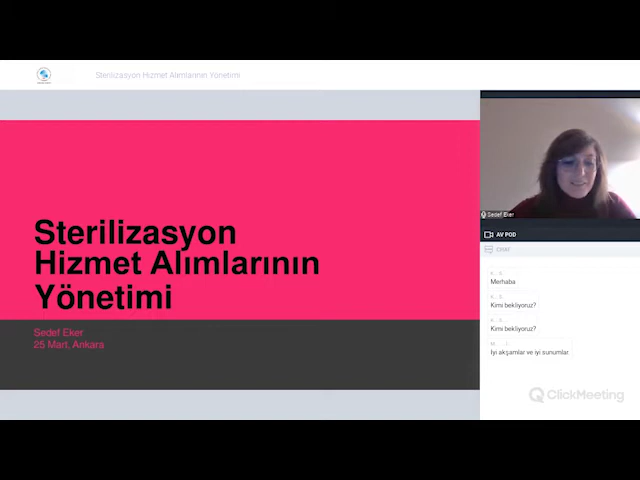 Sterilizasyon Hizmet Alımlarının Yönetimi
Sterilizasyon
Hizmet Alımlarının
Yönetimi
Sedef Eker
25 Mart, Ankara
Sedef Eker
AV POD
CHAT
Merhaba
Kimi bekliyoruz?
Kimi bekliyoruz?
İyi akşamlar ve iyi sunumlar.
ClickMeeting